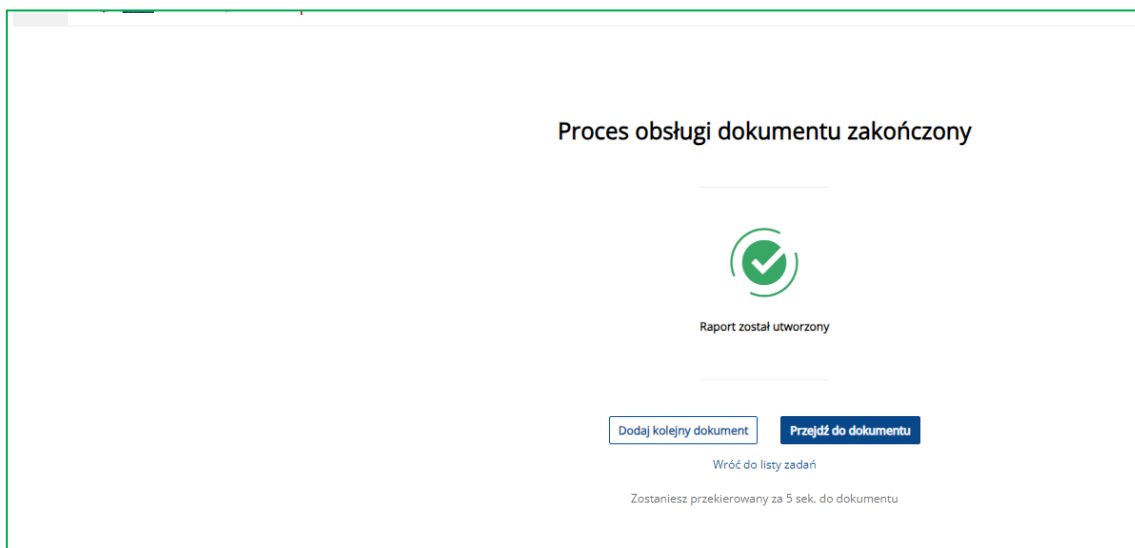 Proces obsługi dokumentu zakończony
Raport został utworzony
Dodaj kolejny dokument Przejdź do dokumentu
Wróć do listy zadań
Zostaniesz przekierowany za 5 sek. do dokumentu